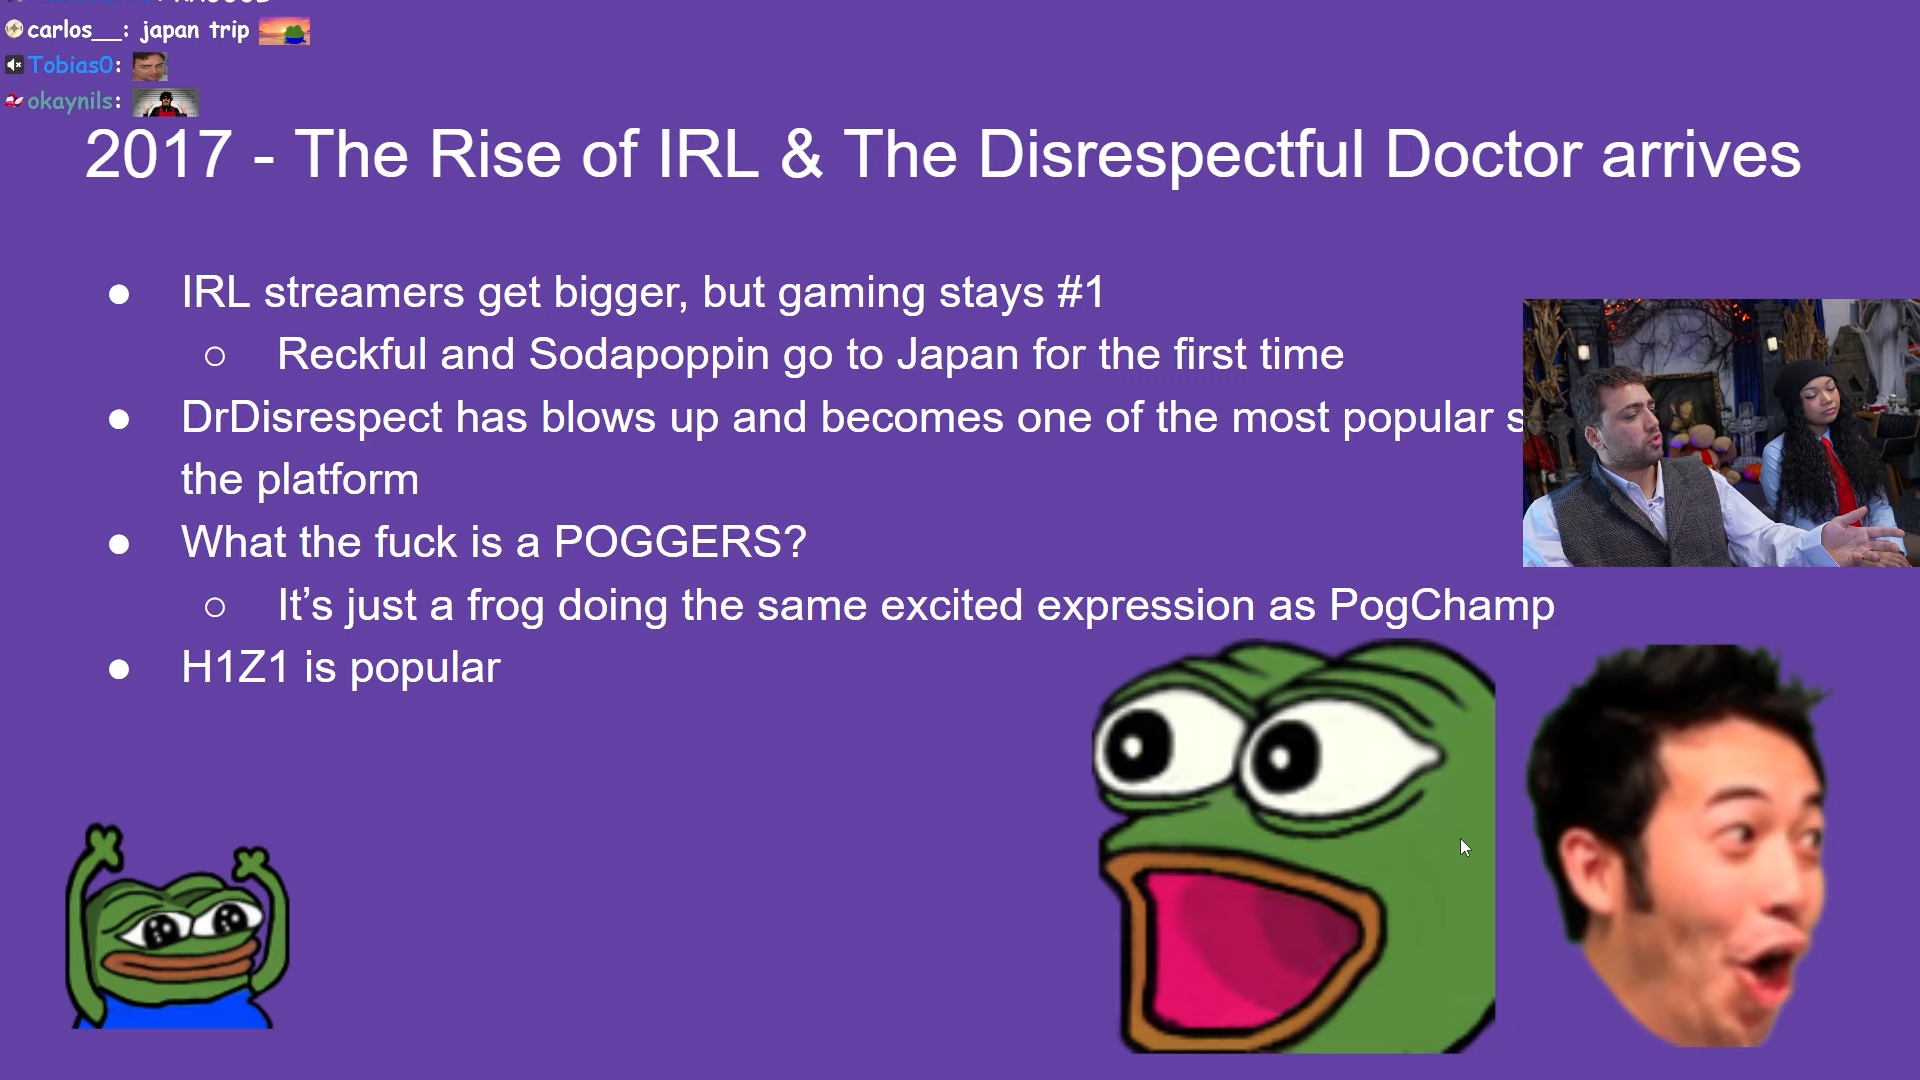 carlos__: japan trip
TobiasO:
okaynils:
2017 - The Rise of IRL & The Disrespectful Doctor arrives
● IRL streamers get bigger, but gaming stays #1
○ Reckful and Sodapoppin go to Japan for the first time
● DrDisrespect has blows up and becomes one of the most popular s
the platform
● What the fuck is a POGGERS?
○ It’s just a frog doing the same excited expression as PogChamp
● H1Z1 is popular